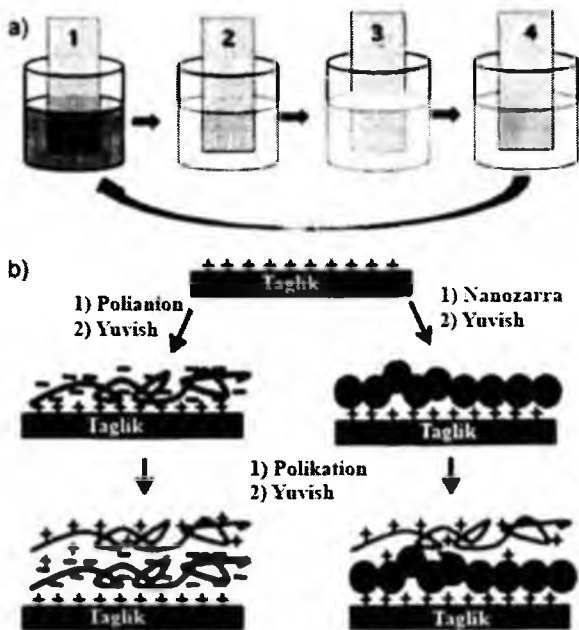 a)
1
2
3
4
b)
Taglik
1) Polianion
2) Yuvish
1) Nanozarra
2) Yuvish
Taglik
Taglik
1) Polikation
2) Yuvish
Taglik
Taglik